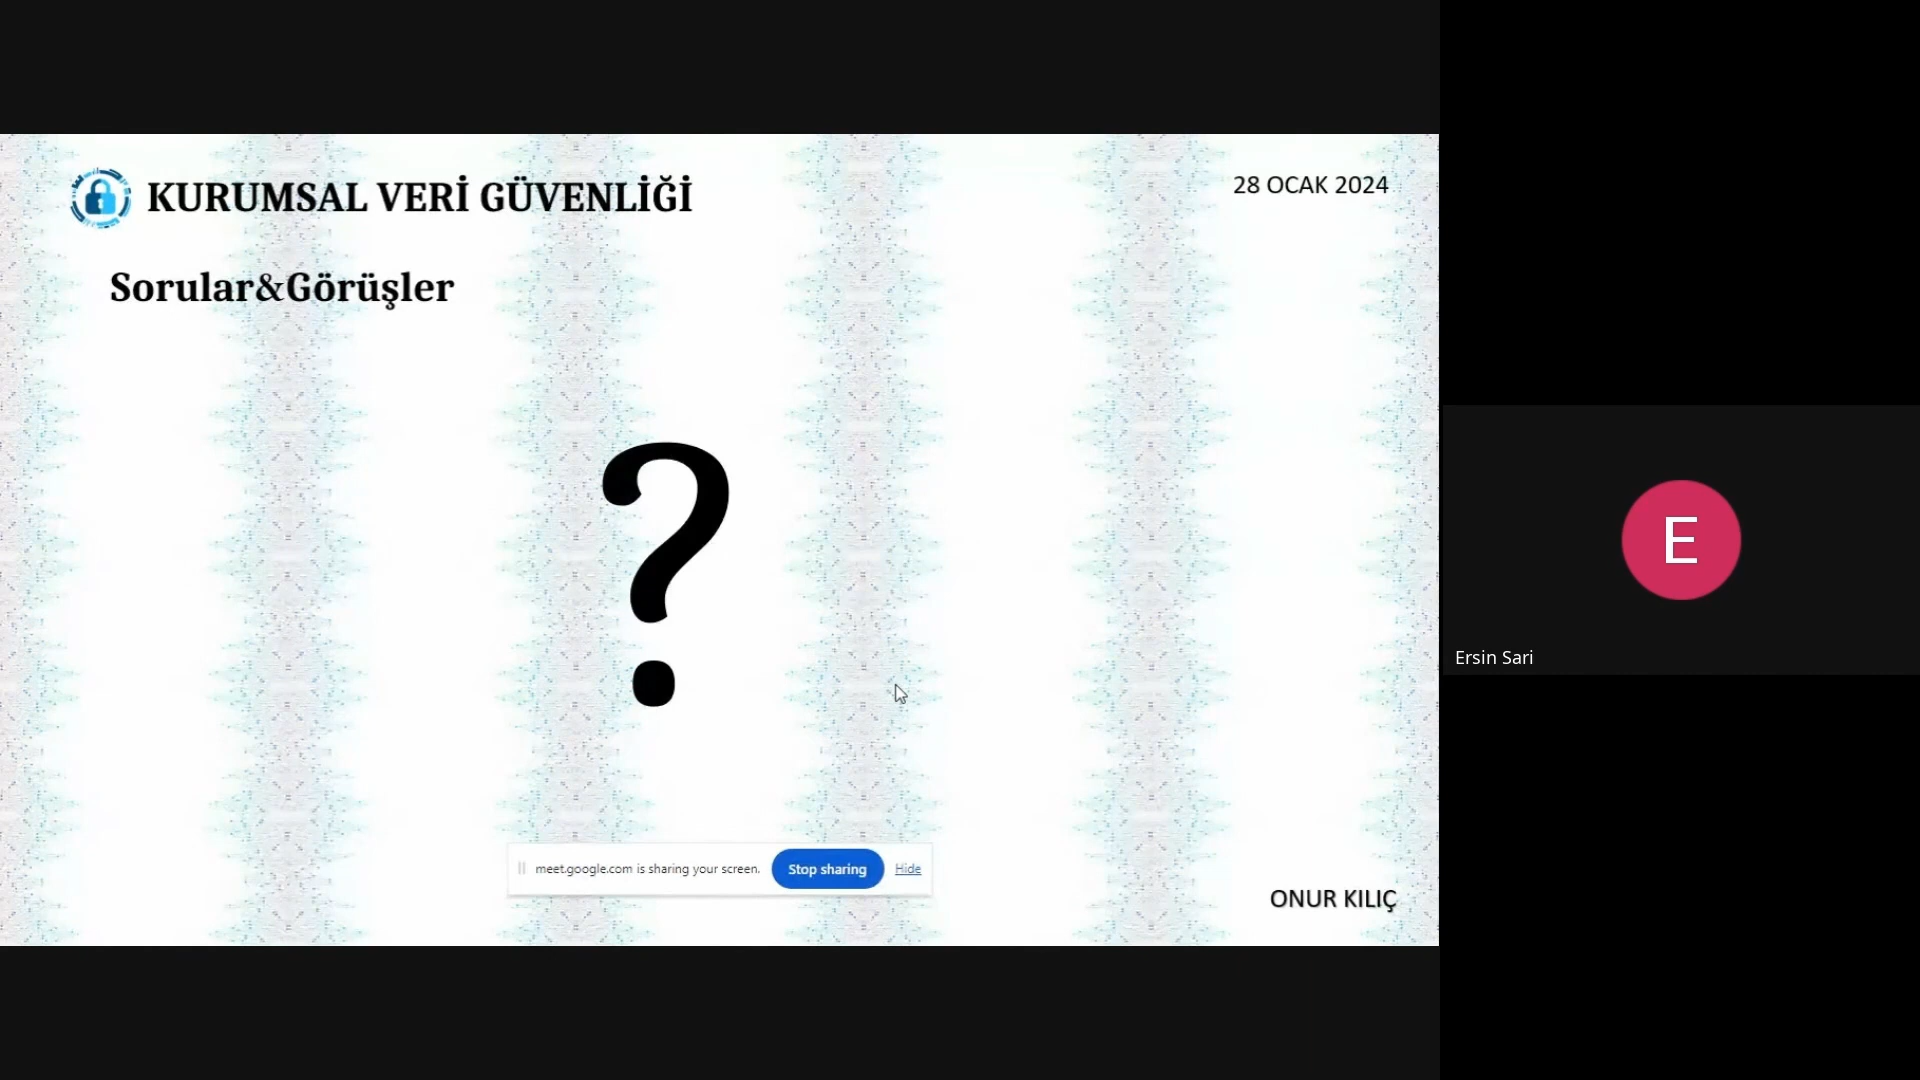 KURUMSAL VERİ GÜVENLİĞİ
28 OCAK 2024
Sorular&Görüşler
?
E
Ersin Sari
meet.google.com is sharing your screen. Stop sharing Hide
ONUR KILIÇ